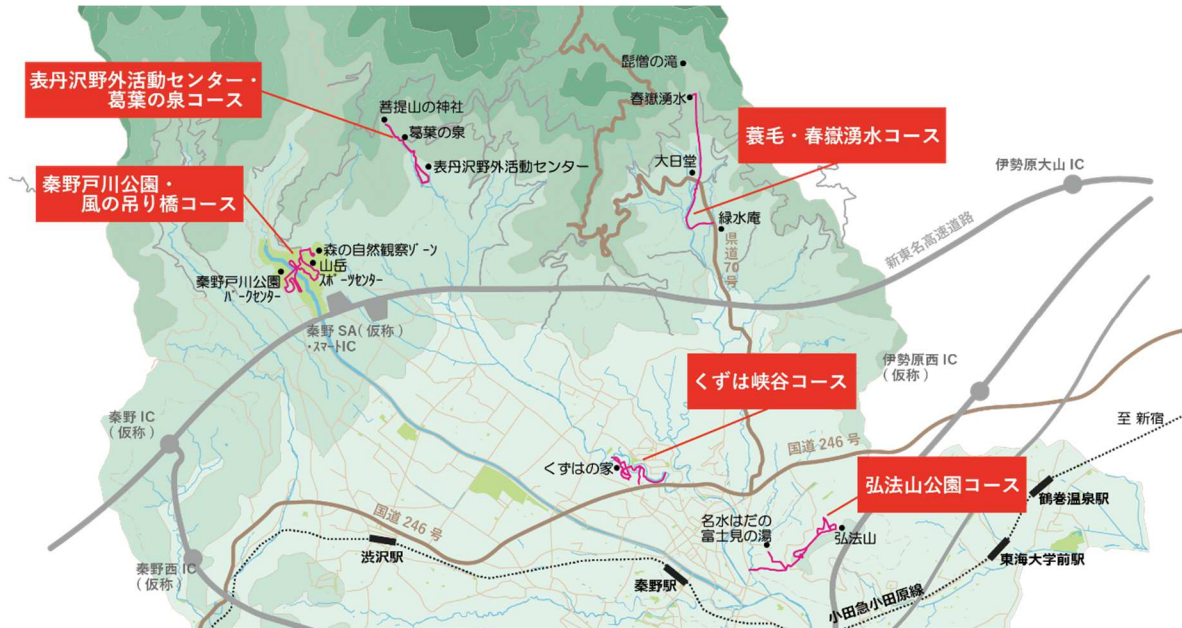 表丹沢野外活動センター・
葛葉の泉コース
髭僧の滝
春嶽湧水
菩提山の神社
葛葉の泉
蓑毛・春嶽湧水コース
表丹沢野外活動センター
大日堂
伊勢原大山 IC
秦野戸川公園・
風の吊り橋コース
緑水庵
県道
70
号
新東名高速道路
森の自然観察ゾーン
山岳
スポーツセンター
秦野戸川公園
パークセンター
秦野 SA(仮称)
・スマートIC
伊勢原西 IC
(仮称)
くずは峡谷コース
秦野 IC
(仮称)
至 新宿
国道 246 号
くずはの家
弘法山公園コース
鶴巻温泉駅
国道 246 号
名水はだの
富士見の湯
弘法山
渋沢駅
東海大学前駅
秦野西 IC
(仮称)
秦野駅
小田急小田原線